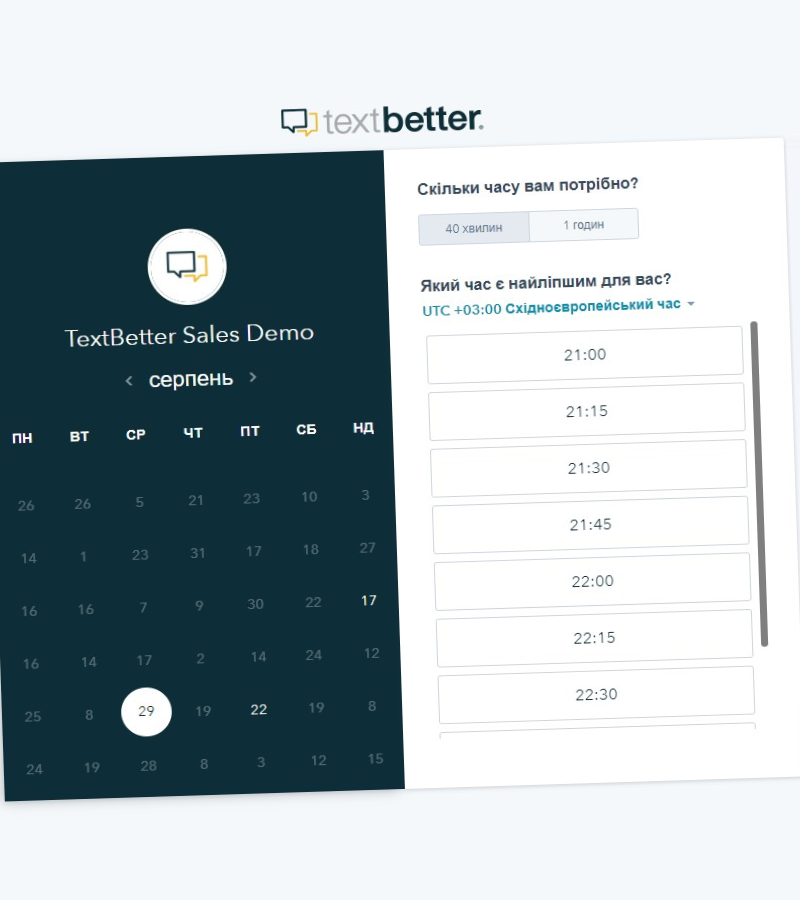 textbetter.
TextBetter Sales Demo
серпень
ПН ВТ СР ЧТ ПТ СБ НД
26 26 5 21 23 10 3
14 1 23 31 17 18 27
16 16 7 9 30 22 17
16 14 17 2 14 24 12
25 8 29 19 22 19 8
24 19 28 8 3 12 15
Скільки часу вам потрібно?
40 хвилин 1 годин
Який час є найліпшим для вас?
UTC +03:00 Східноєвропейський час
21:00
21:15
21:30
21:45
22:00
22:15
22:30